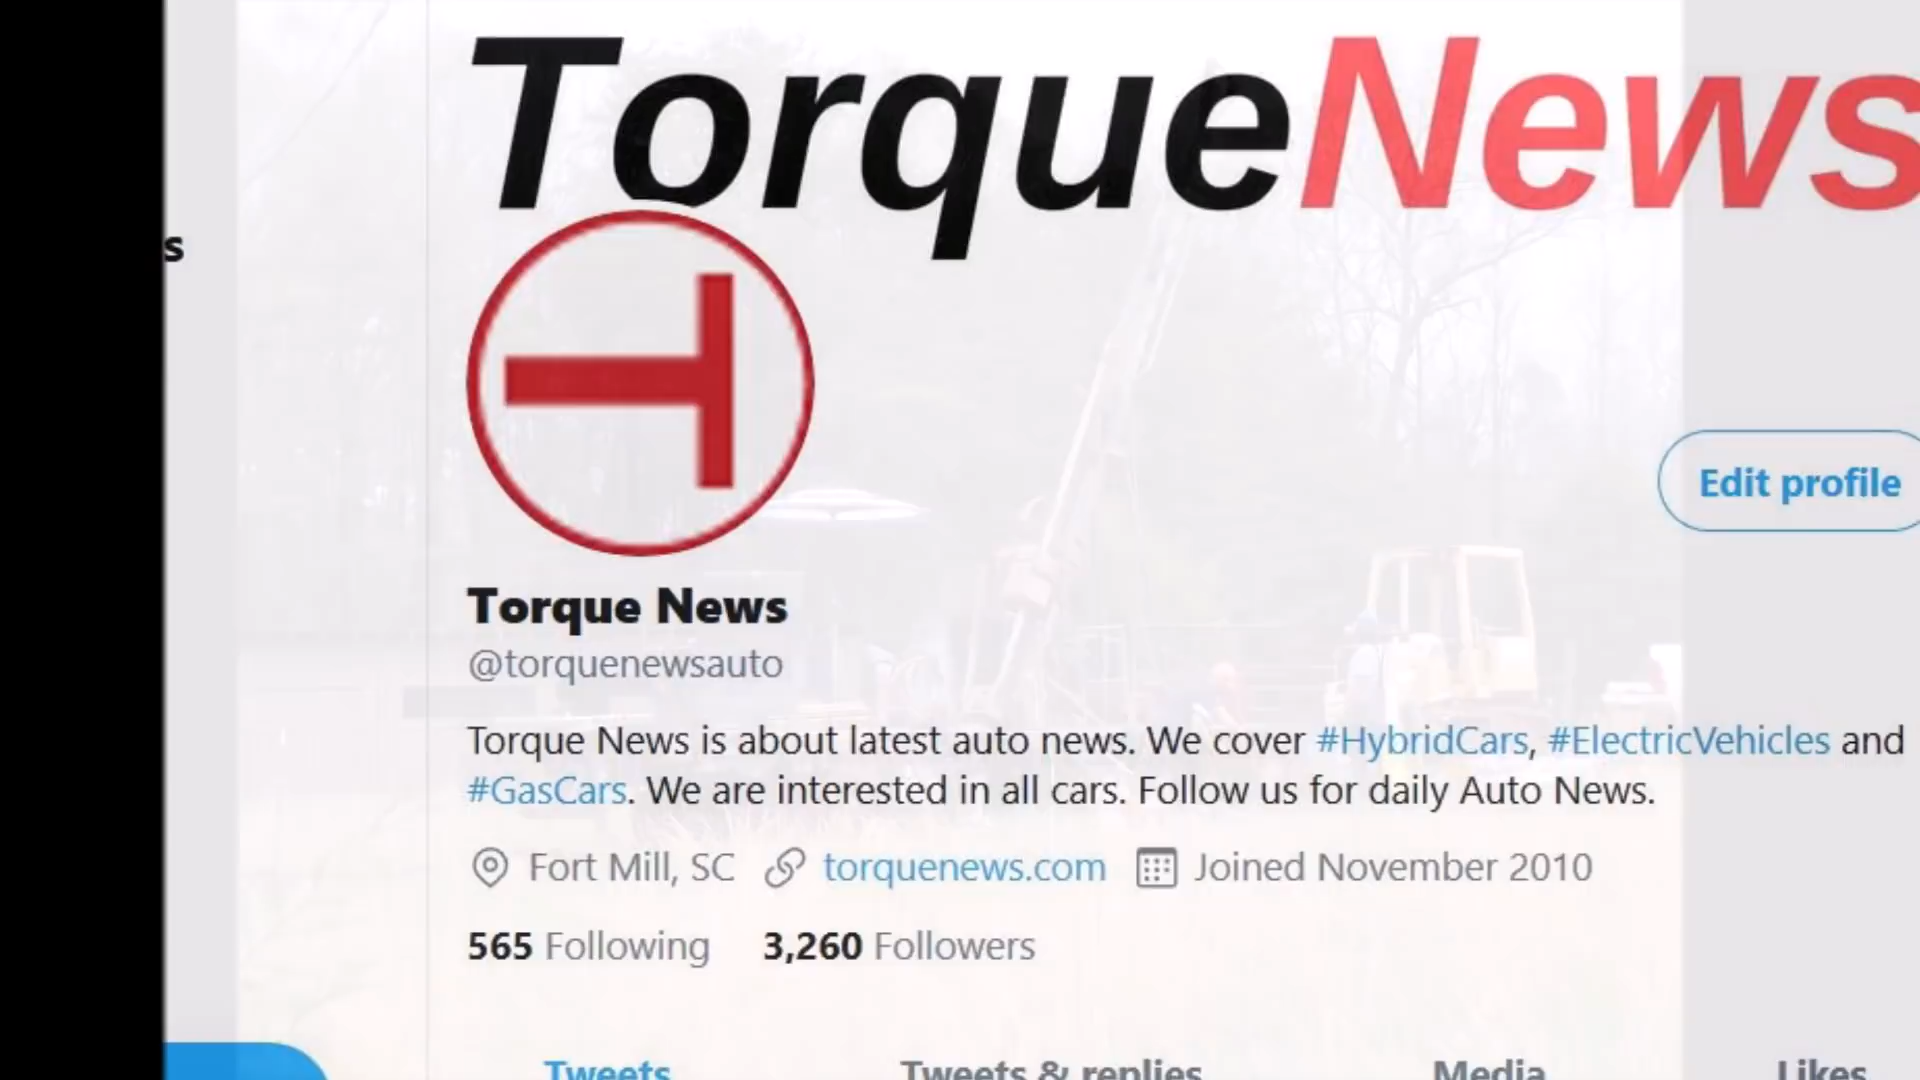 TorqueNews
s
T
Edit profile
Torque News
@torquenewsauto
Torque News is about latest auto news. We cover #HybridCars, #ElectricVehicles and
#GasCars. We are interested in all cars. Follow us for daily Auto News.
Fort Mill, SC torquenews.com Joined November 2010
565 Following 3,260 Followers
Tweets Tweets & replies Media Likes